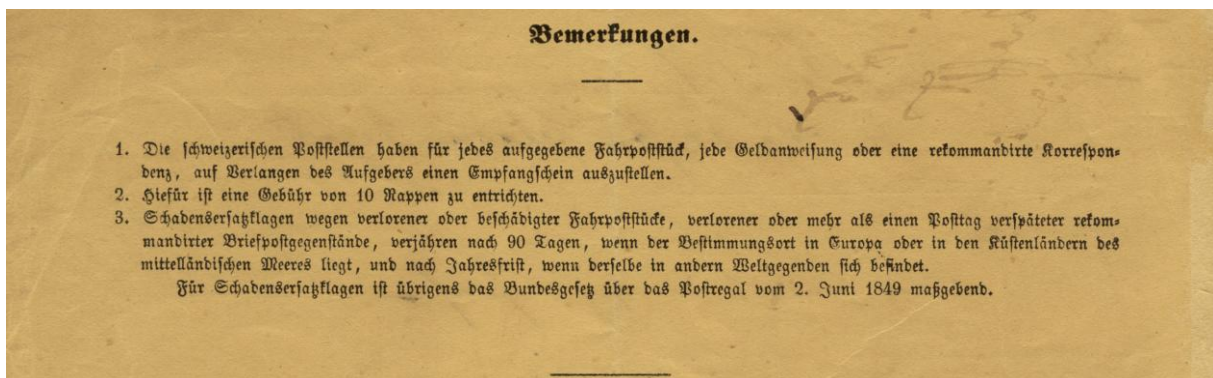 Bemerkungen.
1. Die schweizerischen Poststellen haben für jedes aufgegebene Fahrpoststück, jede Geldanweisung oder eine rekommandirte Korrespon-
denz, auf Verlangen des Aufgebers einen Empfangschein auszustellen.
2. Hiefür ist eine Gebühr von 10 Rappen zu entrichten.
3. Schadensersatzklagen wegen verlorener oder beschädigter Fahrpoststücke, verlorener oder mehr als einen Posttag verspäteter rekom-
mandirter Briefpostgegenstände, verjähren nach 90 Tagen, wenn der Bestimmungsort in Europa oder in den Küstenländern des
mittelländischen Meeres liegt, und nach Jahresfrist, wenn derselbe in andern Weltgegenden sich befindet.
Für Schadensersatzklagen ist übrigens das Bundesgesetz über das Postregal vom 2. Juni 1849 maßgebend.